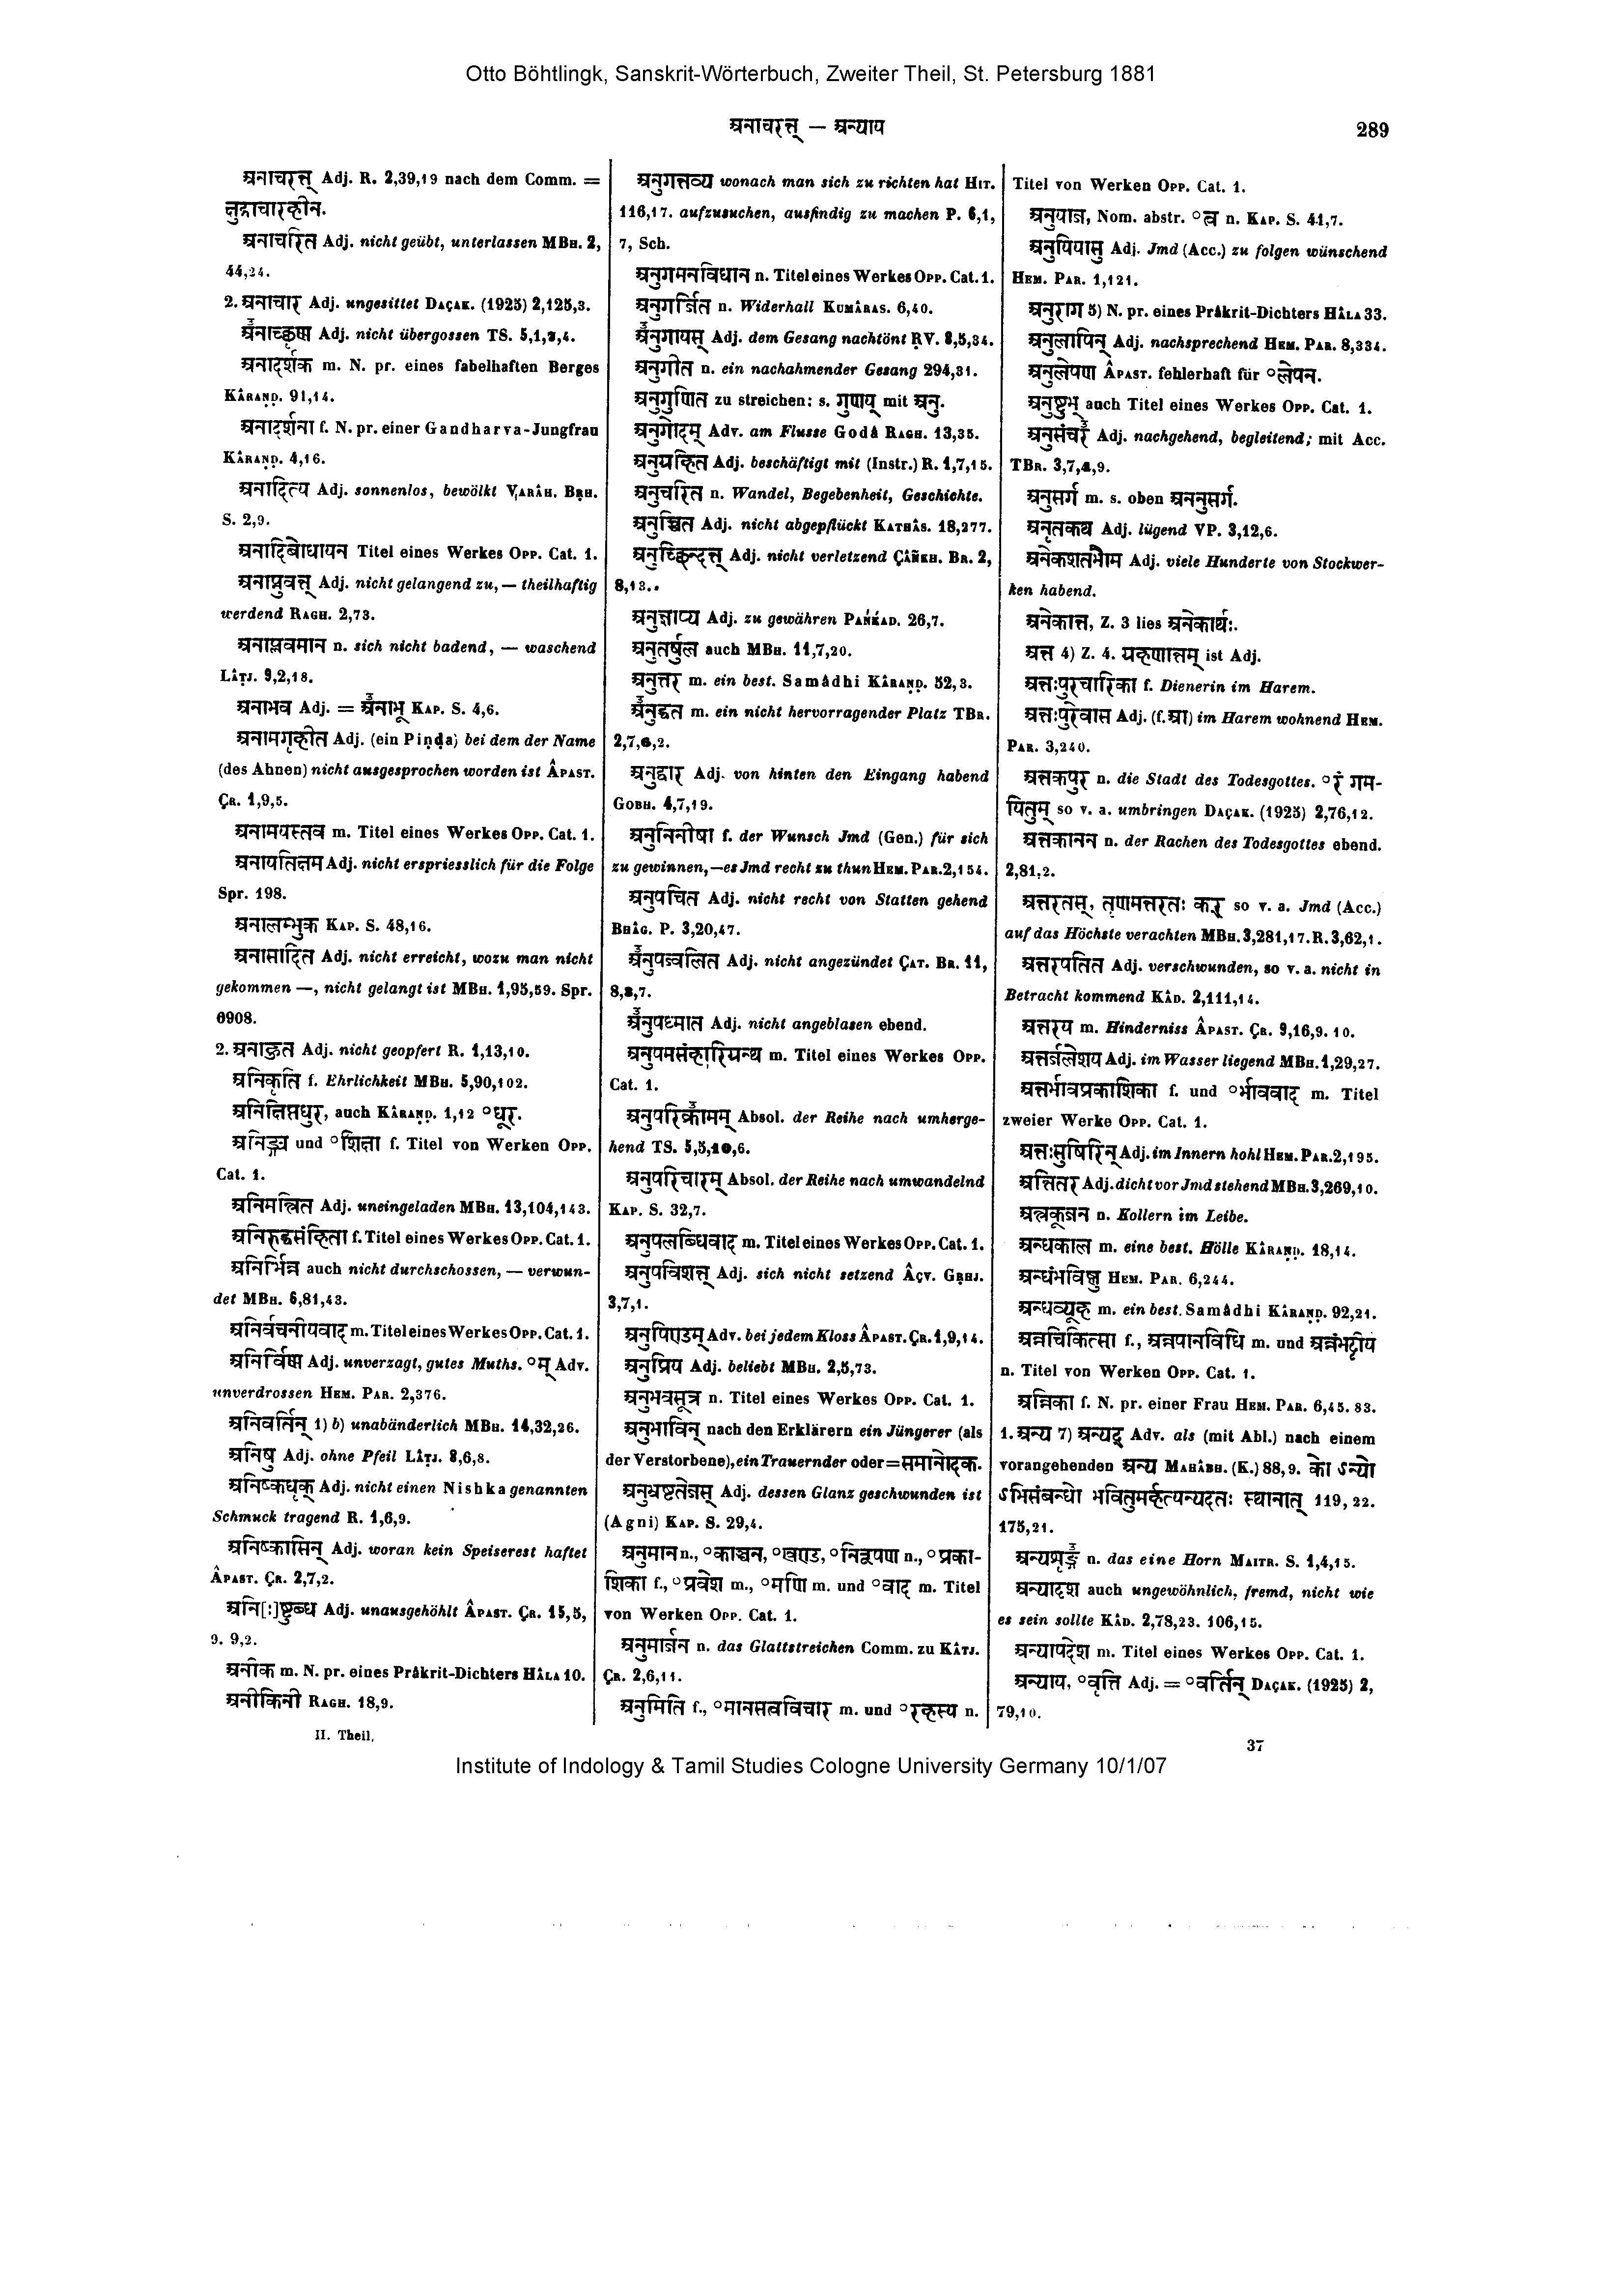 Otto Böhtlingk, Sanskrit-Wörterbuch, Zweiter Theil, St. Petersburg 1881
अनाचरत् — अन्याय
289
अनाचरत् Adj. R. 2,39,19 nach dem Comm. =
क्षुद्राचारहीन.
अनाचरित Adj. nicht geübt, unterlassen MBH. 2,
44,24.
2. अनाचार Adj. ungesittet DAÇAK. (1925) 2,125,3.
अनाच्छृण्ण Adj. nicht übergossen TS. 5,1,7,4.
अनादर्शक m. N. pr. eines fabelhaften Berges
KÂRAṆḌ. 91,14.
अनादर्शना f. N. pr. einer Gandharva-Jungfrau
KÂRAṆḌ. 4,16.
अनादित्य Adj. sonnenlos, bewölkt VARÂH. BṚH.
S. 2,9.
अनादिबोधायन Titel eines Werkes OPP. Cat. 1.
अनाप्नुवत् Adj. nicht gelangend zu, — theilhaftig
werdend RAGH. 2,73.
अनाप्लवमान n. sich nicht badend, — waschend
LÂṬJ. 9,2,18.
अनाभव Adj. = अनाभू KAP. S. 4,6.
अनामगृहीत Adj. (ein Piṇḍa) bei dem der Name
(des Ahnen) nicht ausgesprochen worden ist ÂPAST.
ÇR. 1,9,5.
अनामयस्तव m. Titel eines Werkes OPP. Cat. 1.
अनायतिक्षम Adj. nicht erspriesslich für die Folge
Spr. 198.
अनालम्भुक KAP. S. 48,16.
अनासादित Adj. nicht erreicht, wozu man nicht
gekommen —, nicht gelangt ist MBH. 1,95,59. Spr.
6908.
2. अनाहुत Adj. nicht geopfert R. 1,13,10.
अनिकृति f. Ehrlichkeit MBH. 5,90,102.
अनिक्षिप्तधुर, auch KÂRAṆḌ. 1,12 °धूर.
अनिङ्ग्य und °शिक्षा f. Titel von Werken OPP.
Cat. 1.
अनिमन्त्रित Adj. uneingeladen MBH. 13,104,143.
अनिरुद्धसंहिता f. Titel eines Werkes OPP. Cat. 1.
अनिर्भिन्न auch nicht durchschossen, — verwun-
det MBH. 6,81,43.
अनिर्वचनीयवाद m. Titel eines Werkes OPP. Cat. 1.
अनिर्विण्ण Adj. unverzagt, gutes Muths. °म् Adv.
unverdrossen HEM. PAR. 2,376.
अनिवर्तिन् 1) b) unabänderlich MBH. 14,32,26.
अनिषु Adj. ohne Pfeil LÂṬJ. 8,6,8.
अनिष्कधृक् Adj. nicht einen Nishka genannten
Schmuck tragend R. 1,6,9.
अनिष्कासिन् Adj. woran kein Speiserest haftet
ÂPAST. ÇR. 2,7,2.
अनि[:]ष्टुब्ध Adj. unausgehöhlt ÂPAST. ÇR. 15,5,
9. 9,2.
अनीक m. N. pr. eines Prâkrit-Dichters HÂLA 10.
अनीकिनी RAGH. 18,9.
II. Theil.
अनुगन्तव्य wonach man sich zu richten hat HIT.
116,17. aufzusuchen, ausfindig zu machen P. 6,1,
7, Sch.
अनुगमनविधान n. Titel eines Werkes OPP. Cat. 1.
अनुगर्जित n. Widerhall KUMÂRAS. 6,40.
अनुगायस् Adj. dem Gesang nachtönt ṚV. 8,5,34.
अनुगीत n. ein nachahmender Gesang 294,31.
अनुगुणित zu streichen: s. गुणय् mit अनु.
अनुगोदम् Adv. am Flusse Godâ RAGH. 13,35.
अनुग्रहित Adj. beschäftigt mit (Instr.) R. 1,7,15.
अनुचरित n. Wandel, Begebenheit, Geschichte.
अनुच्चित Adj. nicht abgepflückt KATHÂS. 18,277.
अनुच्छिन्दत् Adj. nicht verletzend ÇÂÑKH. BR. 2,
8,13.
अनुज्ञाप्य Adj. zu gewähren PAÑKAD. 26,7.
अनुतर्षुल auch MBH. 11,7,20.
अनुत्तर m. ein best. Samâdhi KÂRAṆḌ. 52,3.
अनुद्धत m. ein nicht hervorragender Platz TBR.
2,7,6,2.
अनुद्वार Adj. von hinten den Eingang habend
GOBH. 4,7,19.
अनुनिनीषा f. der Wunsch Jmd (Gen.) für sich
zu gewinnen, — es Jmd recht zu thun HEM. PAR. 2,154.
अनुपचित Adj. nicht recht von Statten gehend
BHÂG. P. 3,20,47.
अनुपज्वलित Adj. nicht angezündet ÇAT. BR. 11,
8,3,7.
अनुपध्मात Adj. nicht angeblasen ebend.
अनुपमसंहारिग्रन्थ m. Titel eines Werkes OPP.
Cat. 1.
अनुपरिक्रामम् Absol. der Reihe nach umherge-
hend TS. 5,5,10,6.
अनुपरिचारम् Absol. der Reihe nach umwandelnd
KAP. S. 32,7.
अनुपलब्धिवाद m. Titel eines Werkes OPP. Cat. 1.
अनुपविशत् Adj. sich nicht setzend ÂÇV. GṚHJ.
3,7,1.
अनुपिण्डम् Adv. bei jedem Kloss ÂPAST. ÇR. 1,9,14.
अनुप्रिय Adj. beliebt MBH. 2,5,73.
अनुभवसूत्र n. Titel eines Werkes OPP. Cat. 1.
अनुभाविन् nach den Erklärern ein Jüngerer (als
der Verstorbene), ein Trauernder oder = समानोदक.
अनुभ्रष्टतेजस् Adj. dessen Glanz geschwunden ist
(Agni) KAP. S. 29,4.
अनुमान n., °काञ्चन, °खण्ड, °निरूपण n., °प्रका-
शिका f., °प्रवेश m., °मणि m. und °वाद m. Titel
von Werken OPP. Cat. 1.
अनुमार्जन n. das Glattstreichen Comm. zu KÂTJ.
ÇR. 2,6,11.
अनुमिति f., °मानसत्वविचार m. und °रहस्य n.
Titel von Werken OPP. Cat. 1.
अनुयाज, Nom. abstr. °त्व n. KAP. S. 41,7.
अनुयियासु Adj. Jmd (Acc.) zu folgen wünschend
HEM. PAR. 1,121.
अनुराग 5) N. pr. eines Prâkrit-Dichters HÂLA 33.
अनुलापिन् Adj. nachsprechend HEM. PAR. 8,334.
अनुलेपण ÂPAST. fehlerhaft für °लेपन.
अनुष्टुभ् auch Titel eines Werkes OPP. Cat. 1.
अनुसंचर Adj. nachgehend, begleitend; mit Acc.
TBR. 3,7,4,9.
अनुसर्ग m. s. oben अननुसर्ग.
अनृतकथ Adj. lügend VP. 3,12,6.
अनेकशतभौम Adj. viele Hunderte von Stockwer-
ken habend.
अनेकान्त, Z. 3 lies अनेकार्थः.
अन्त 4) Z. 4. ग्रहणान्तम् ist Adj.
अन्तःपुरचारिका f. Dienerin im Harem.
अन्तःपुरेवास Adj. (f. आ) im Harem wohnend HEM.
PAR. 3,240.
अन्तकपुर n. die Stadt des Todesgottes. °रं गम-
यितुम् so v. a. umbringen DAÇAK. (1925) 2,76,12.
अन्तकानन n. der Rachen des Todesgottes ebend.
2,81,2.
अन्तरतस्, तृणमन्तरतः कर् so v. a. Jmd (Acc.)
auf das Höchste verachten MBH. 3,281,17. R. 3,62,1.
अन्तरपतित Adj. verschwunden, so v. a. nicht in
Betracht kommend KÂD. 2,111,14.
अन्तरय m. Hinderniss ÂPAST. ÇR. 9,16,9. 10.
अन्तर्जलेशय Adj. im Wasser liegend MBH. 1,29,27.
अन्तर्भावप्रकाशिका f. und °र्भाववाद m. Titel
zweier Werke OPP. Cat. 1.
अन्तःसुषिरिन् Adj. im Innern hohl HEM. PAR. 2,195.
अन्तितर Adj. dicht vor Jmd stehend MBH. 3,269,10.
अन्त्रकूजन n. Kollern im Leibe.
अन्धकाल m. eine best. Hölle KÂRAṆḌ. 18,14.
अन्धंभविष्णु HEM. PAR. 6,244.
अन्धव्यूह m. ein best. Samâdhi KÂRAṆḌ. 92,21.
अन्नचिकित्सा f., अन्नपानविधि m. und अन्नंभट्टीय
n. Titel von Werken OPP. Cat. 1.
अन्निका f. N. pr. einer Frau HEM. PAR. 6,45. 83.
1. अन्य 7) अन्यद् Adv. als (mit Abl.) nach einem
vorangehenden अन्य MAHÂBH. (K.) 88,9. को ऽन्यो
ऽभिसंबन्धो भवितुमर्हत्यन्यदतः स्थानात् 119, 22.
175,21.
अन्यशृङ्ग n. das eine Horn MAITR. S. 1,4,15.
अन्यादृश auch ungewöhnlich, fremd, nicht wie
es sein sollte KÂD. 2,78,23. 106,15.
अन्यापदेश m. Titel eines Werkes OPP. Cat. 1.
अन्याय, °वृत्ति Adj. = °वर्तिन् DAÇAK. (1925) 2,
79,10.
37
Institute of Indology & Tamil Studies Cologne University Germany 10/1/07